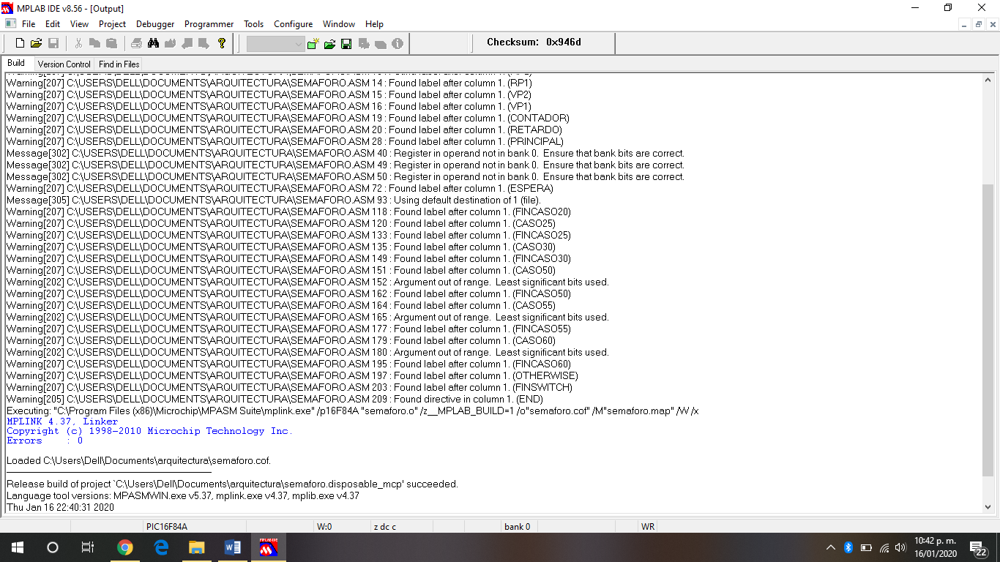 MPLAB IDE v8.56 - [Output]
File Edit View Project Debugger Programmer Tools Configure Window Help
Checksum: 0x946d
Build Version Control Find in Files
Warning[207] C:\USERS\DELL\DOCUMENTS\ARQUITECTURA\SEMAFORO.ASM 14 : Found label after column 1. (RP1)
Warning[207] C:\USERS\DELL\DOCUMENTS\ARQUITECTURA\SEMAFORO.ASM 15 : Found label after column 1. (VP2)
Warning[207] C:\USERS\DELL\DOCUMENTS\ARQUITECTURA\SEMAFORO.ASM 16 : Found label after column 1. (VP1)
Warning[207] C:\USERS\DELL\DOCUMENTS\ARQUITECTURA\SEMAFORO.ASM 19 : Found label after column 1. (CONTADOR)
Warning[207] C:\USERS\DELL\DOCUMENTS\ARQUITECTURA\SEMAFORO.ASM 20 : Found label after column 1. (RETARDO)
Warning[207] C:\USERS\DELL\DOCUMENTS\ARQUITECTURA\SEMAFORO.ASM 28 : Found label after column 1. (PRINCIPAL)
Message[302] C:\USERS\DELL\DOCUMENTS\ARQUITECTURA\SEMAFORO.ASM 40 : Register in operand not in bank 0.  Ensure that bank bits are correct.
Message[302] C:\USERS\DELL\DOCUMENTS\ARQUITECTURA\SEMAFORO.ASM 49 : Register in operand not in bank 0.  Ensure that bank bits are correct.
Message[302] C:\USERS\DELL\DOCUMENTS\ARQUITECTURA\SEMAFORO.ASM 50 : Register in operand not in bank 0.  Ensure that bank bits are correct.
Warning[207] C:\USERS\DELL\DOCUMENTS\ARQUITECTURA\SEMAFORO.ASM 72 : Found label after column 1. (ESPERA)
Message[305] C:\USERS\DELL\DOCUMENTS\ARQUITECTURA\SEMAFORO.ASM 93 : Using default destination of 1 (file).
Warning[207] C:\USERS\DELL\DOCUMENTS\ARQUITECTURA\SEMAFORO.ASM 118 : Found label after column 1. (FINCASO20)
Warning[207] C:\USERS\DELL\DOCUMENTS\ARQUITECTURA\SEMAFORO.ASM 120 : Found label after column 1. (CASO25)
Warning[207] C:\USERS\DELL\DOCUMENTS\ARQUITECTURA\SEMAFORO.ASM 133 : Found label after column 1. (FINCASO25)
Warning[207] C:\USERS\DELL\DOCUMENTS\ARQUITECTURA\SEMAFORO.ASM 135 : Found label after column 1. (CASO30)
Warning[207] C:\USERS\DELL\DOCUMENTS\ARQUITECTURA\SEMAFORO.ASM 149 : Found label after column 1. (FINCASO30)
Warning[207] C:\USERS\DELL\DOCUMENTS\ARQUITECTURA\SEMAFORO.ASM 151 : Found label after column 1. (CASO50)
Warning[202] C:\USERS\DELL\DOCUMENTS\ARQUITECTURA\SEMAFORO.ASM 152 : Argument out of range.  Least significant bits used.
Warning[207] C:\USERS\DELL\DOCUMENTS\ARQUITECTURA\SEMAFORO.ASM 162 : Found label after column 1. (FINCASO50)
Warning[207] C:\USERS\DELL\DOCUMENTS\ARQUITECTURA\SEMAFORO.ASM 164 : Found label after column 1. (CASO55)
Warning[202] C:\USERS\DELL\DOCUMENTS\ARQUITECTURA\SEMAFORO.ASM 165 : Argument out of range.  Least significant bits used.
Warning[207] C:\USERS\DELL\DOCUMENTS\ARQUITECTURA\SEMAFORO.ASM 177 : Found label after column 1. (FINCASO55)
Warning[207] C:\USERS\DELL\DOCUMENTS\ARQUITECTURA\SEMAFORO.ASM 179 : Found label after column 1. (CASO60)
Warning[202] C:\USERS\DELL\DOCUMENTS\ARQUITECTURA\SEMAFORO.ASM 180 : Argument out of range.  Least significant bits used.
Warning[207] C:\USERS\DELL\DOCUMENTS\ARQUITECTURA\SEMAFORO.ASM 195 : Found label after column 1. (FINCASO60)
Warning[207] C:\USERS\DELL\DOCUMENTS\ARQUITECTURA\SEMAFORO.ASM 197 : Found label after column 1. (OTHERWISE)
Warning[207] C:\USERS\DELL\DOCUMENTS\ARQUITECTURA\SEMAFORO.ASM 203 : Found label after column 1. (FINSWITCH)
Warning[205] C:\USERS\DELL\DOCUMENTS\ARQUITECTURA\SEMAFORO.ASM 209 : Found directive in column 1. (END)
Executing: "C:\Program Files (x86)\Microchip\MPASM Suite\mplink.exe" /p16F84A "semaforo.o" /z__MPLAB_BUILD=1 /o"semaforo.cof" /M"semaforo.map" /W /x
MPLINK 4.37, Linker
Copyright (c) 1998-2010 Microchip Technology Inc.
Errors    : 0
Loaded C:\Users\Dell\Documents\arquitectura\semaforo.cof.
Release build of project `C:\Users\Dell\Documents\arquitectura\semaforo.disposable_mcp' succeeded.
Language tool versions: MPASMWIN.exe v5.37, mplink.exe v4.37, mplib.exe v4.37
Thu Jan 16 22:40:31 2020
PIC16F84A W:0 z dc c bank 0 WR
10:42 p. m.
16/01/2020
22